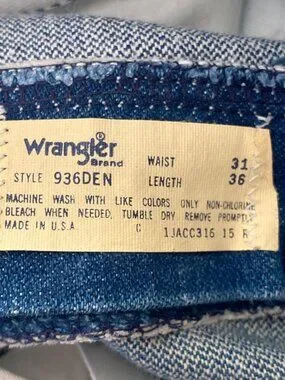 Wrangler
Brand
WAIST 31
STYLE 936DEN LENGTH 36
MACHINE WASH WITH LIKE COLORS ONLY NON-CHLORINE
BLEACH WHEN NEEDED, TUMBLE DRY REMOVE PROMPTLY
MADE IN U.S.A C 1JACC316 15 R